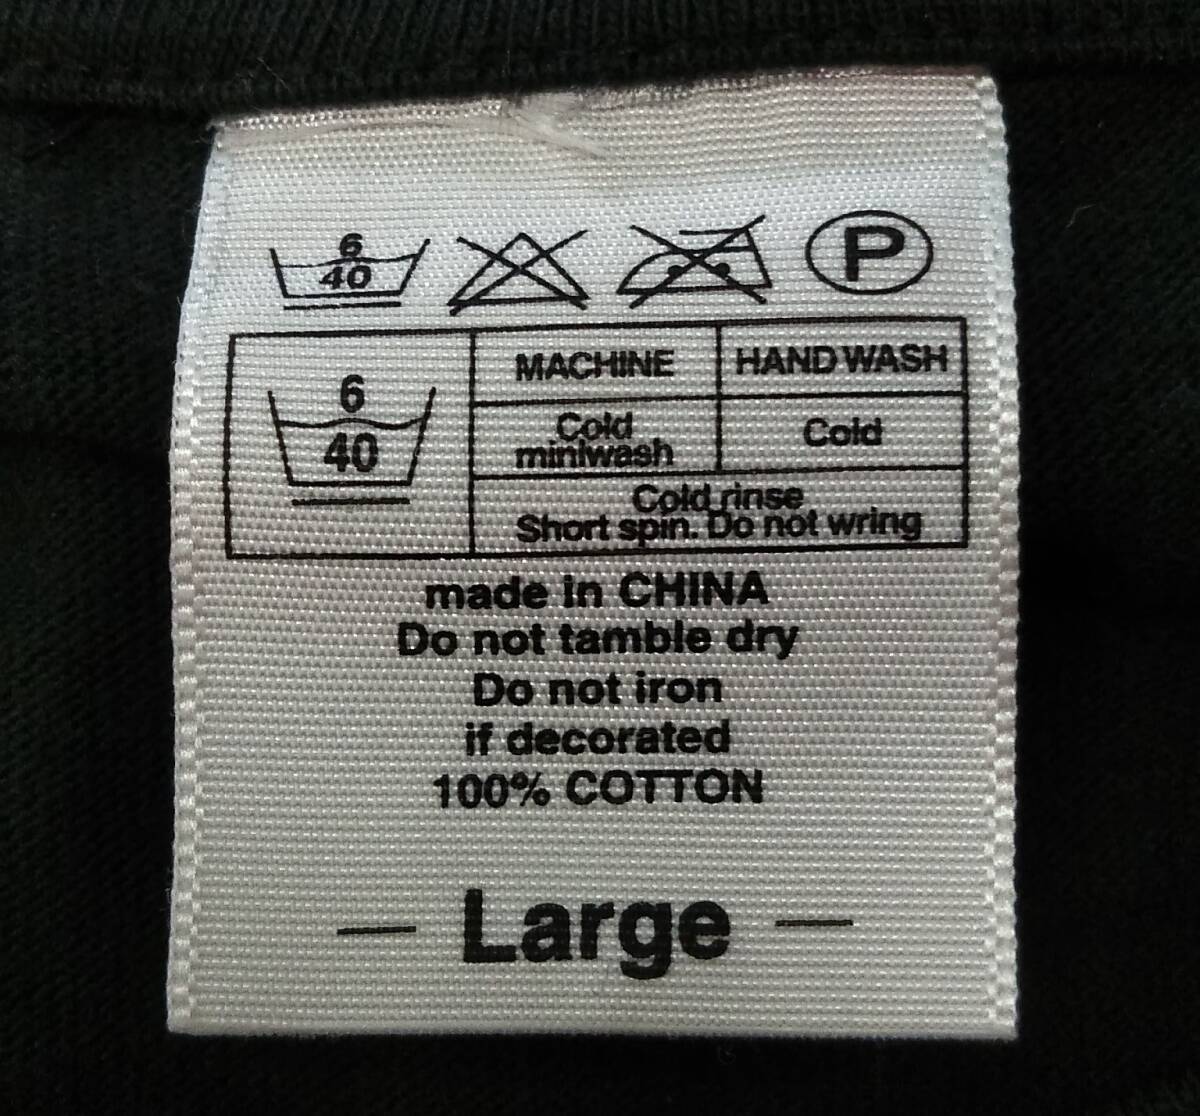 6
40
P
MACHINE HAND WASH
6
40
Cold
miniwash
Cold
Cold rinse
Short spin. Do not wring
made in CHINA
Do not tamble dry
Do not iron
if decorated
100% COTTON
— Large —